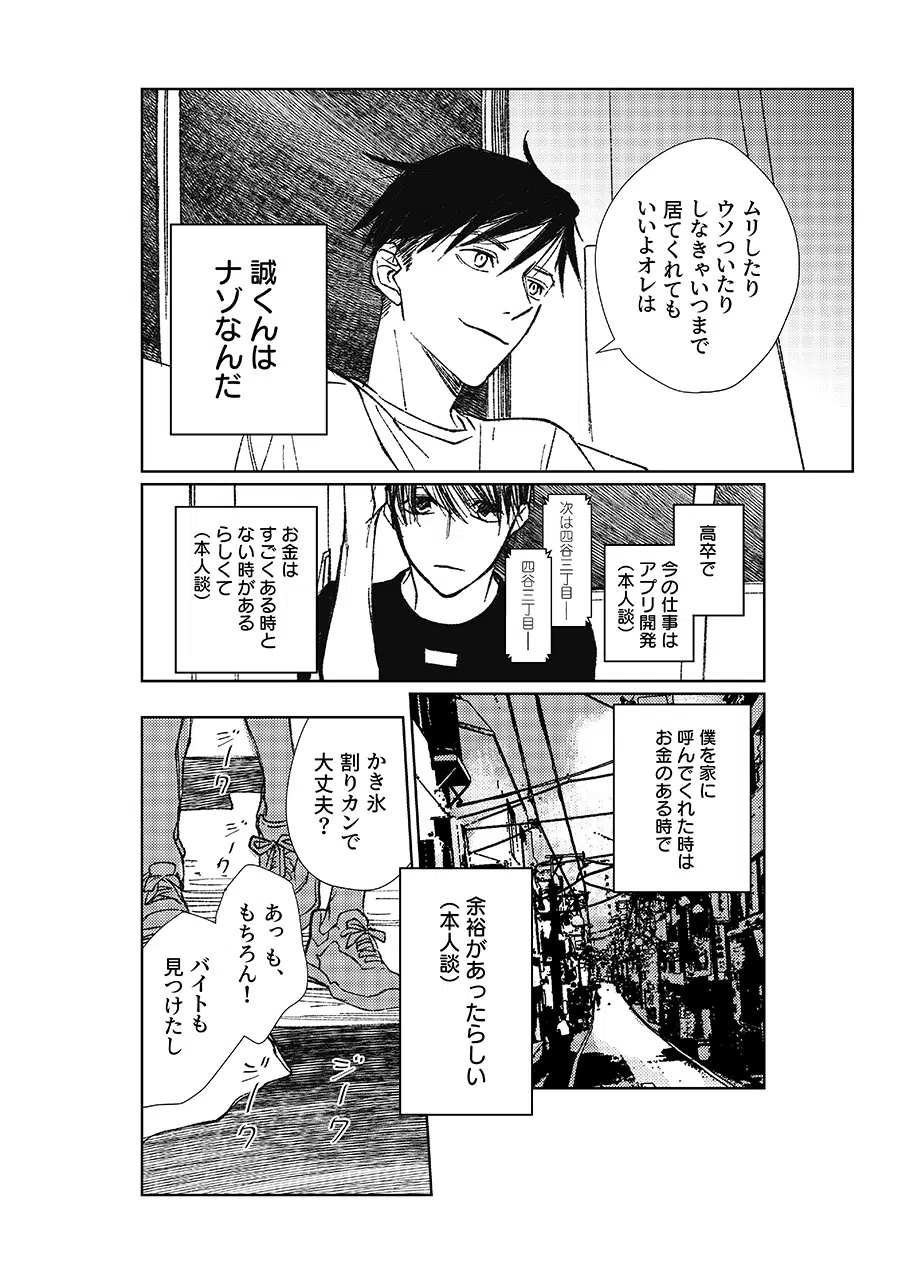 ムリしたり
ウソついたり
しなきゃいつまで
居てくれても
いいよオレは
誠くんは
ナゾなんだ
高卒で
今の仕事は
アプリ開発
（本人談）
次は四谷三丁目―
四谷三丁目―
お金は
すごくある時と
ない時がある
らしくて
（本人談）
僕を家に
呼んでくれた時は
お金のある時で
余裕があったらしい
（本人談）
かき氷
割りカンで
大丈夫？
あっ も、
もちろん！
バイトも
見つけたし
ジーク
ジーク
ジーク
ジーク